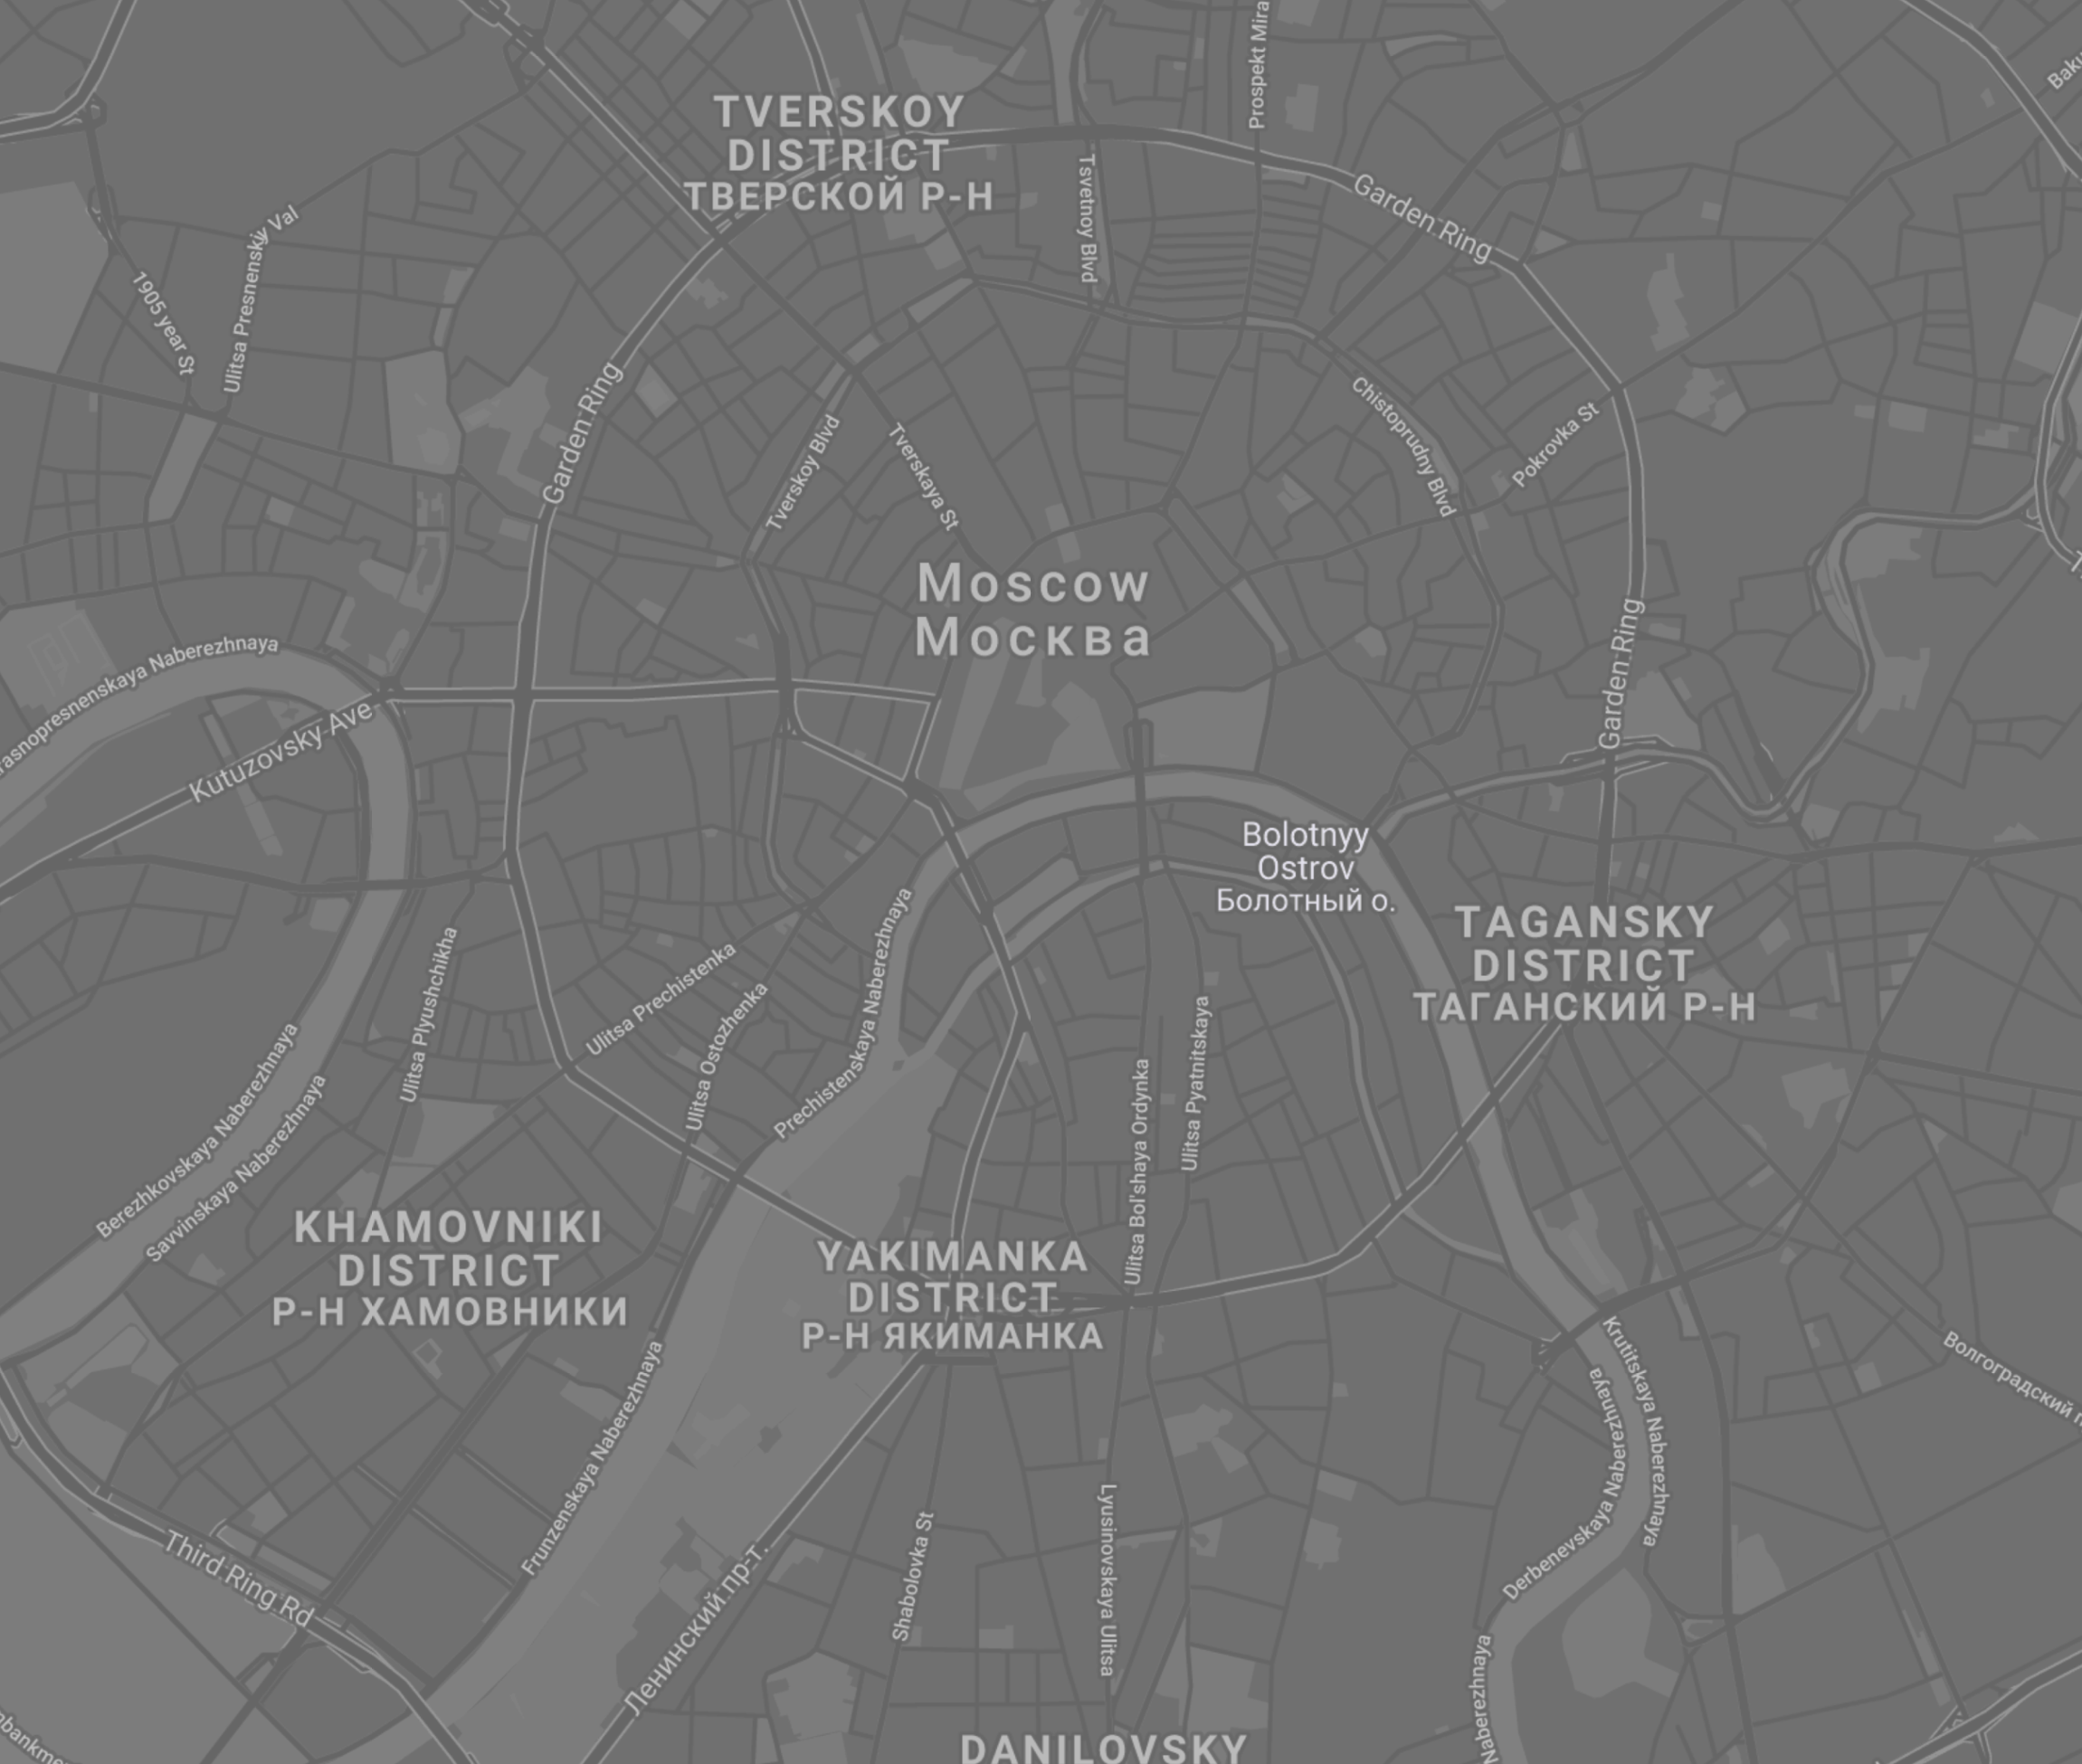 Prospekt Mira
TVERSKOY
DISTRICT
ТВЕРСКОЙ Р-Н
Tsvetnoy Blvd
Garden Ring
Ulitsa Presnenskiy Val
1905 year St
Garden Ring
Tverskoy Blvd
Tverskaya St
Chistoprudny Blvd
Pokrovka St
Moscow
Москва
Garden Ring
Kutuzovsky Ave
Bolotnyy
Ostrov
Болотный о.
TAGANSKY
DISTRICT
ТАГАНСКИЙ Р-Н
Ulitsa Plyushchikha
Ulitsa Prechistenka
Ulitsa Ostozhenka
Prechistenskaya Naberezhnaya
Ulitsa Bol'shaya Ordynka
Ulitsa Pyatnitskaya
Berezhkovskaya Naberezhnaya
Savvinskaya Naberezhnaya
KHAMOVNIKI
DISTRICT
Р-Н ХАМОВНИКИ
YAKIMANKA
DISTRICT
Р-Н ЯКИМАНКА
Frunzenskaya Naberezhnaya
Krutitskaya Naberezhnaya
Derbenevskaya Naberezhnaya
Волгоградский
Third Ring Rd
Ленинский пр-т.
Shabolovka St
Lyusinovskaya Ulitsa
Naberezhnaya
DANILOVSKY